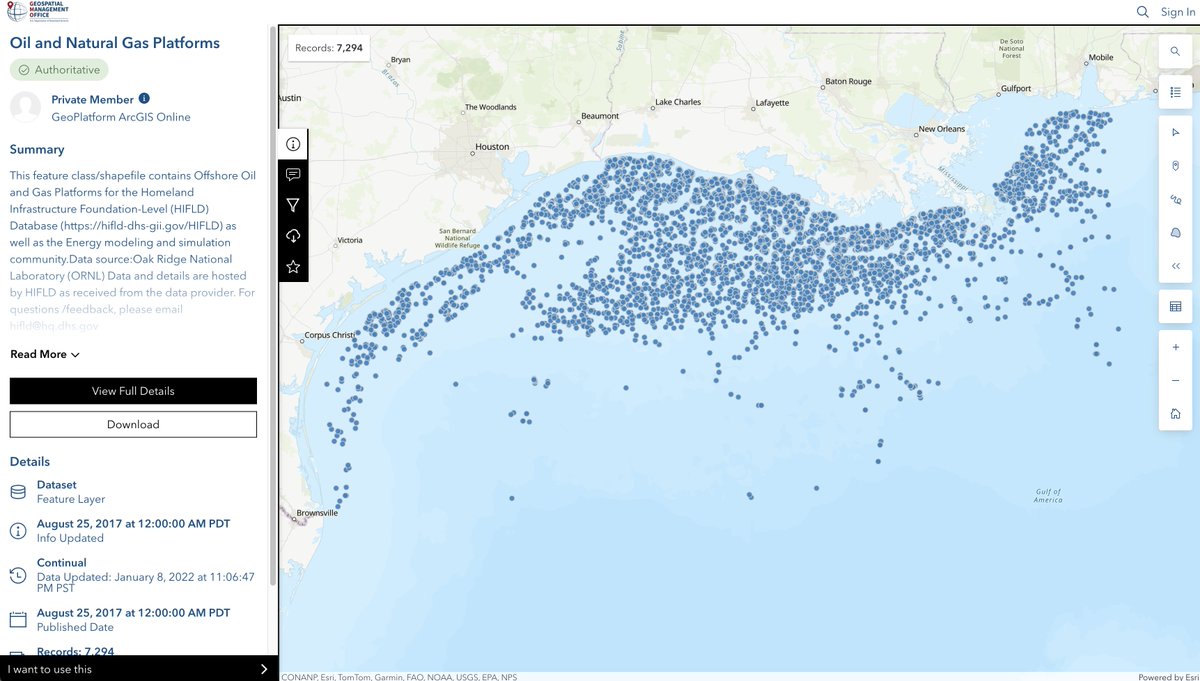 GEOSPATIAL
MANAGEMENT
OFFICE
Sign In
Oil and Natural Gas Platforms
Authoritative
Private Member
GeoPlatform ArcGIS Online
Summary
This feature class/shapefile contains Offshore Oil
and Gas Platforms for the Homeland
Infrastructure Foundation-Level (HIFLD)
Database (https://hifld-dhs-gii.gov/HIFLD) as
well as the Energy modeling and simulation
community.Data source:Oak Ridge National
Laboratory (ORNL) Data and details are hosted
by HIFLD as received from the data provider. For
questions /feedback, please email
hifld@hq.dhs.gov
Read More
View Full Details
Download
Details
Dataset
Feature Layer
August 25, 2017 at 12:00:00 AM PDT
Info Updated
Continual
Data Updated: January 8, 2022 at 11:06:47
PM PST
August 25, 2017 at 12:00:00 AM PDT
Published Date
Records: 7,294
I want to use this
Records: 7,294
Bryan
Brazos
Sabine
De Soto
National
Forest
Mobile
Baton Rouge
Gulfport
Austin
The Woodlands
Lake Charles
Lafayette
Beaumont
New Orleans
Houston
Mississippi
Victoria
San Bernard
National
Wildlife Refuge
Corpus Christi
Brownsville
Gulf of
America
CONANP, Esri, TomTom, Garmin, FAO, NOAA, USGS, EPA, NPS
Powered by Esri